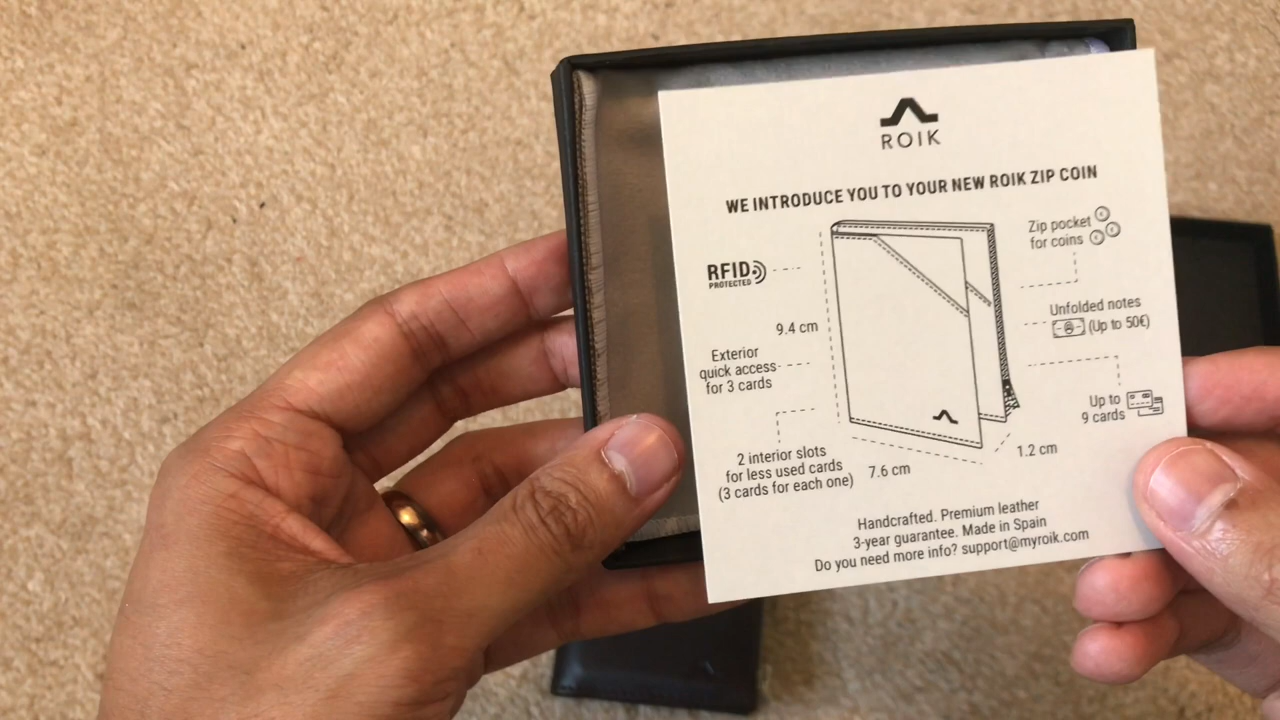 ROIK
WE INTRODUCE YOU TO YOUR NEW ROIK ZIP COIN
RFID
PROTECTED
9.4 cm
Exterior
quick access
for 3 cards
2 interior slots
for less used cards
(3 cards for each one)
7.6 cm
1.2 cm
Zip pocket
for coins
Unfolded notes
(Up to 50€)
Up to
9 cards
Handcrafted. Premium leather
3-year guarantee. Made in Spain
Do you need more info? support@myroik.com